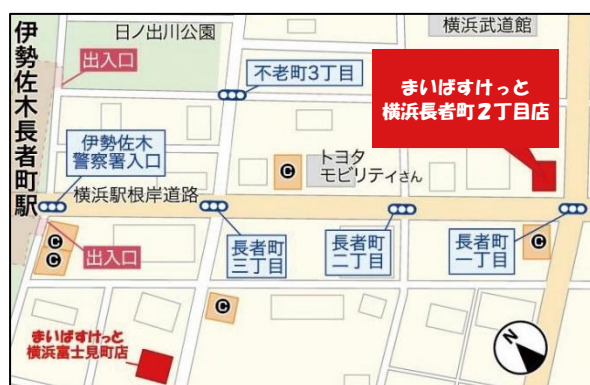 伊勢佐木長者町駅
日ノ出川公園
横浜武道館
出入口
不老町3丁目
まいばすけっと
横浜長者町2丁目店
伊勢佐木
警察署入口
トヨタ
モビリティさん
C
横浜駅根岸道路
C
C
出入口
長者町
三丁目
長者町
二丁目
長者町
一丁目
C
C
まいばすけっと
横浜富士見町店
N